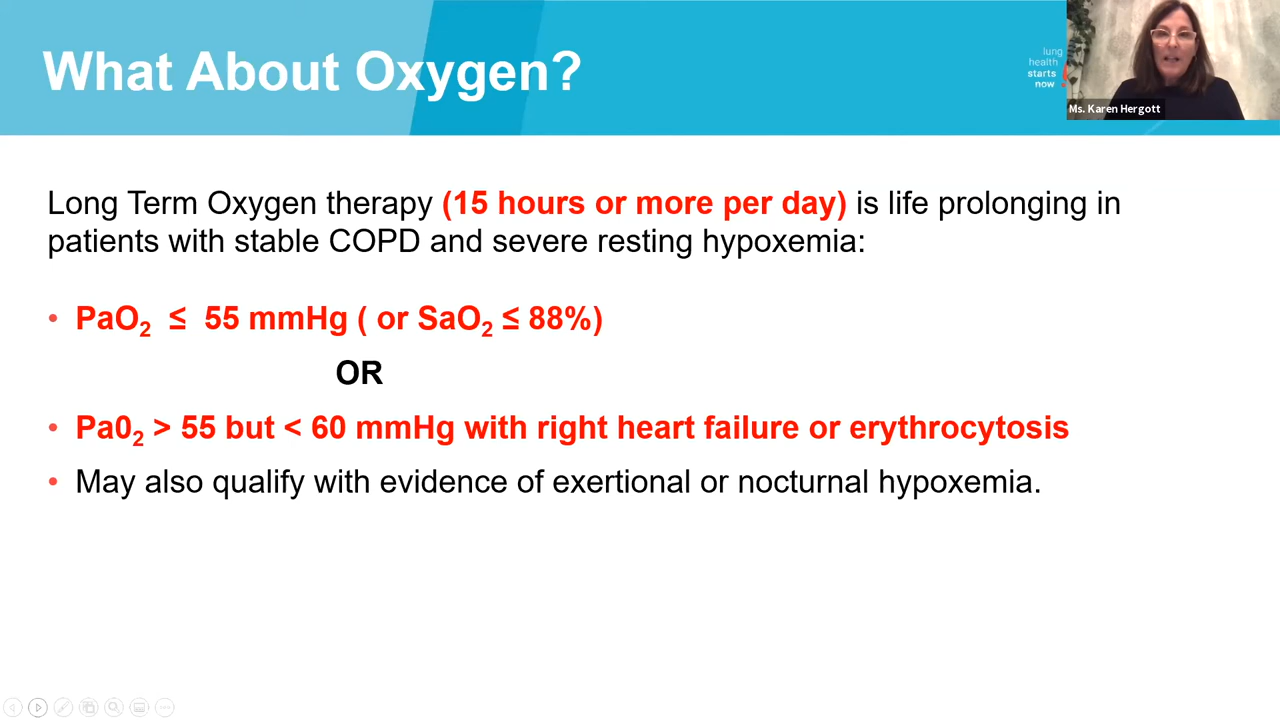 What About Oxygen?
lung
health
starts
now
Ms. Karen Hergott
Long Term Oxygen therapy (15 hours or more per day) is life prolonging in
patients with stable COPD and severe resting hypoxemia:
• PaO₂ ≤ 55 mmHg ( or SaO₂ ≤ 88%)
OR
• Pa0₂ > 55 but < 60 mmHg with right heart failure or erythrocytosis
• May also qualify with evidence of exertional or nocturnal hypoxemia.